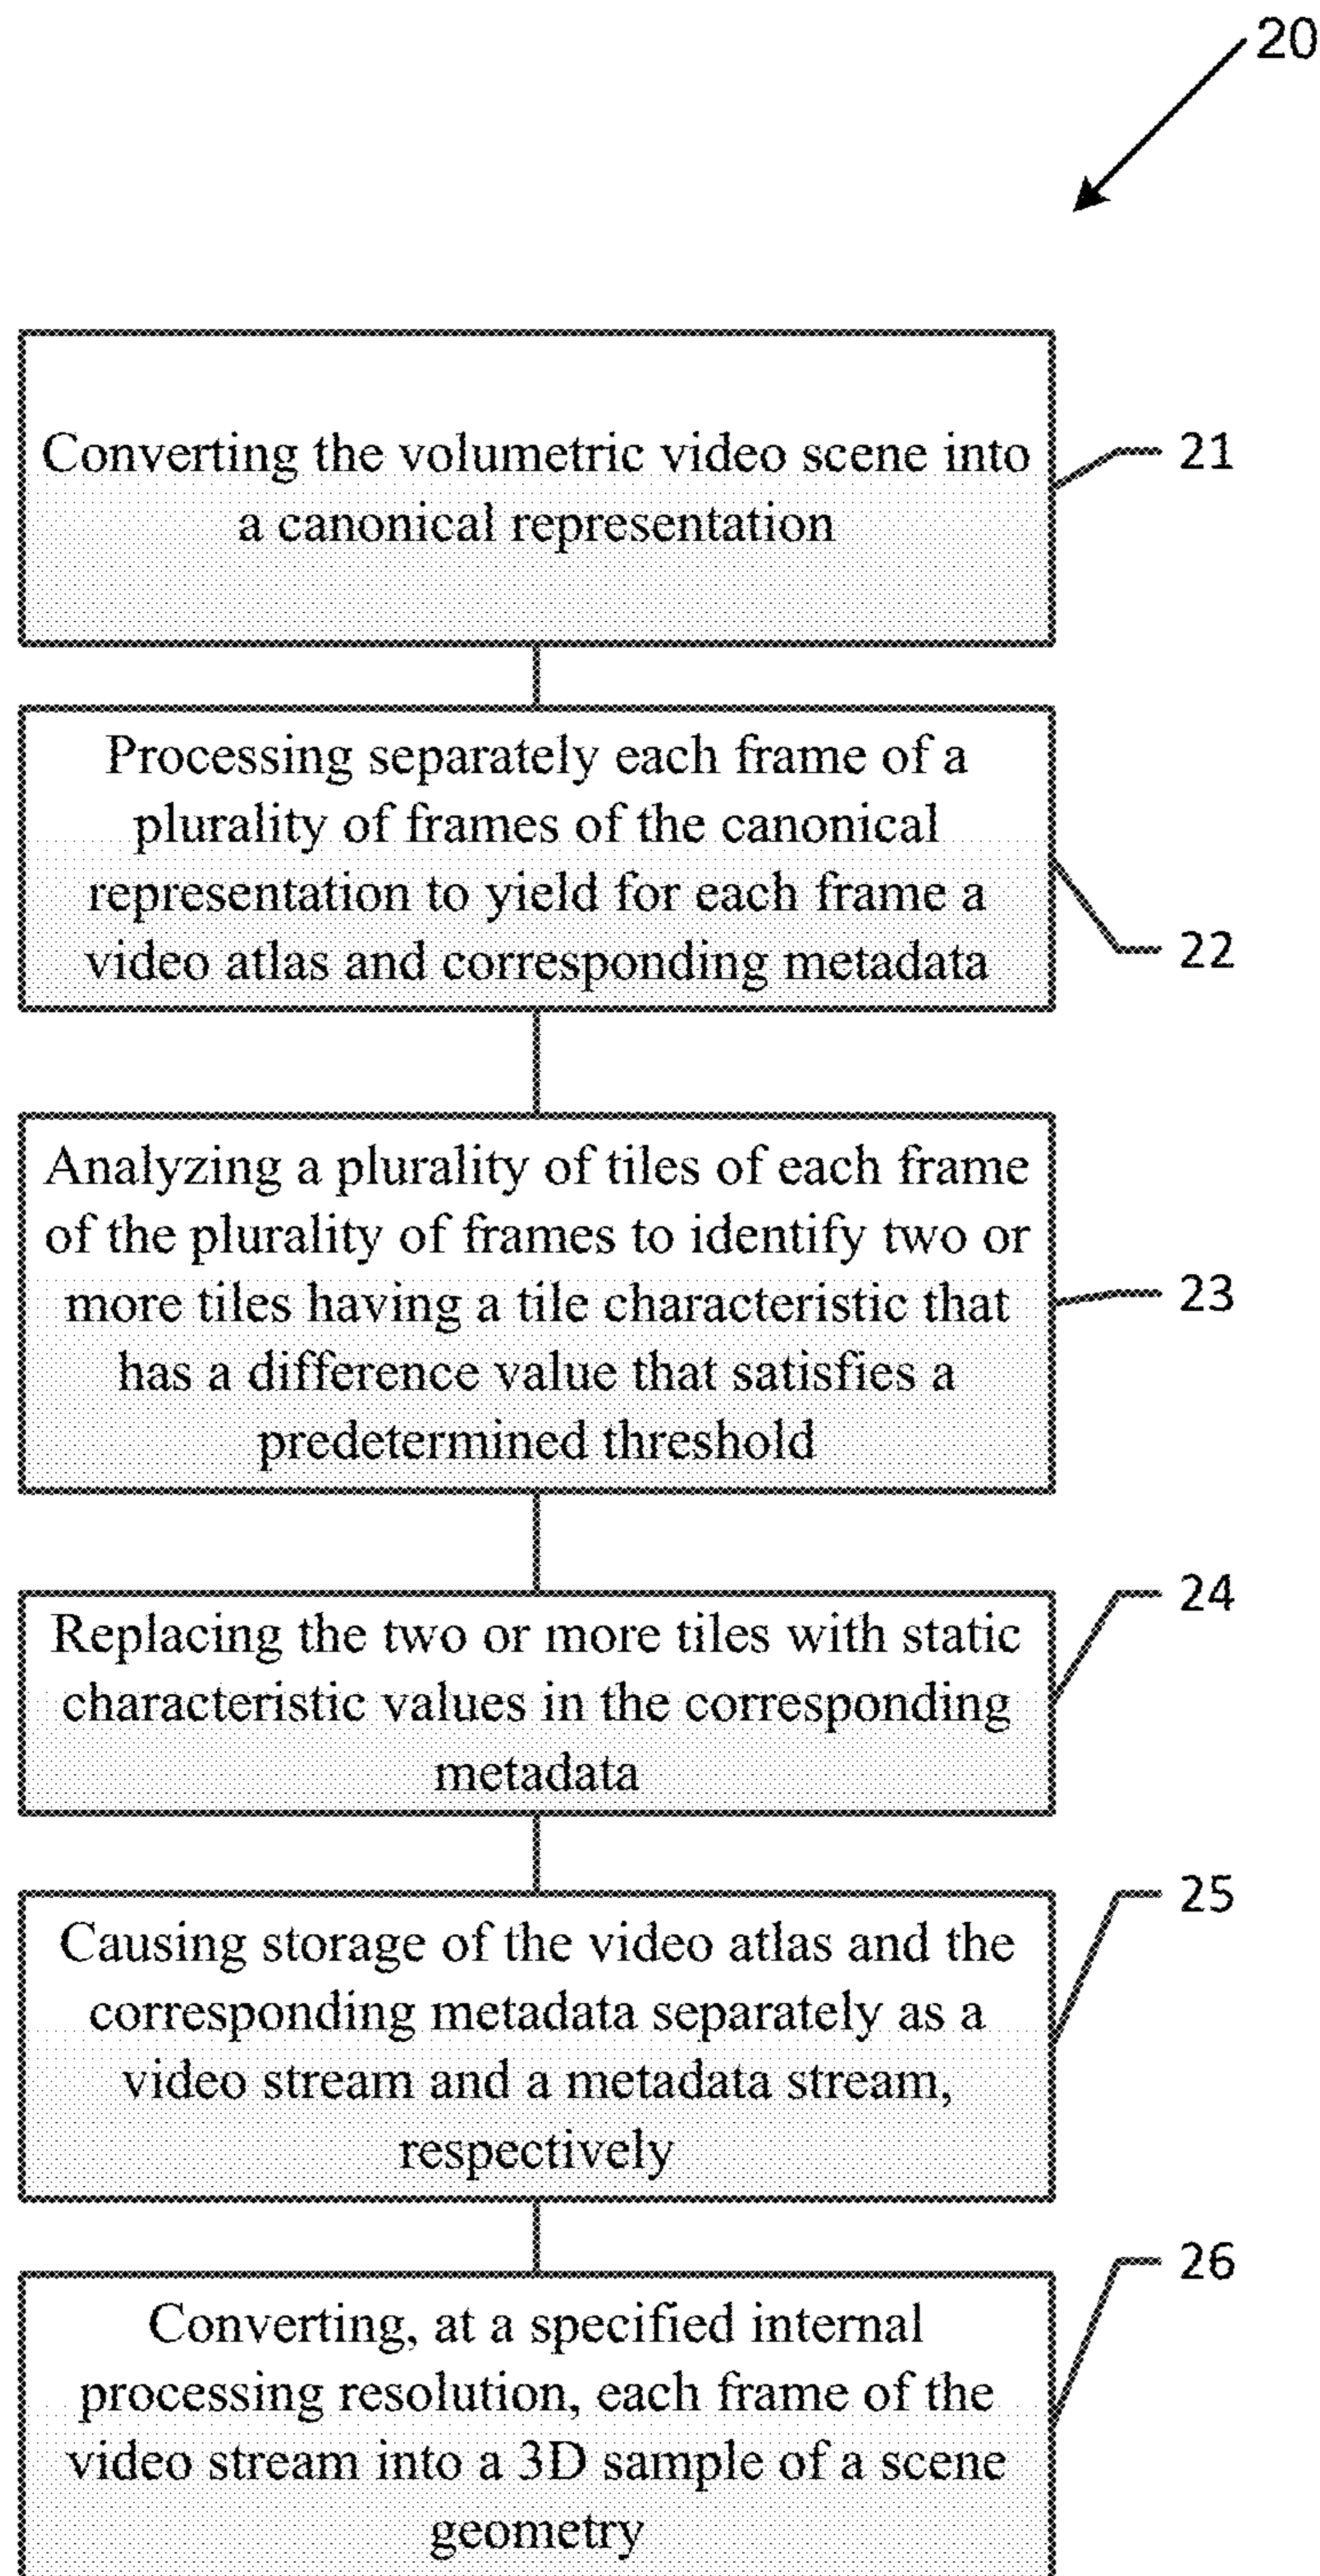 20
Converting the volumetric video scene into
a canonical representation
21
Processing separately each frame of a
plurality of frames of the canonical
representation to yield for each frame a
video atlas and corresponding metadata
22
Analyzing a plurality of tiles of each frame
of the plurality of frames to identify two or
more tiles having a tile characteristic that
has a difference value that satisfies a
predetermined threshold
23
Replacing the two or more tiles with static
characteristic values in the corresponding
metadata
24
Causing storage of the video atlas and the
corresponding metadata separately as a
video stream and a metadata stream,
respectively
25
Converting, at a specified internal
processing resolution, each frame of the
video stream into a 3D sample of a scene
geometry
26